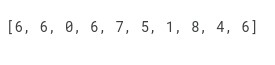 [6, 6, 0, 6, 7, 5, 1, 8, 4, 6]